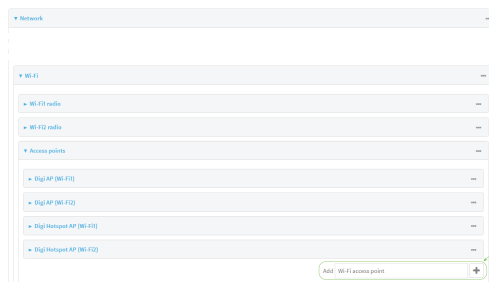 Network
Wi-Fi
Wi-Fi1 radio
Wi-Fi2 radio
Access points
Digi AP (Wi-Fi1)
Digi AP (Wi-Fi2)
Digi Hotspot AP (Wi-Fi1)
Digi Hotspot AP (Wi-Fi2)
Add Wi-Fi access point